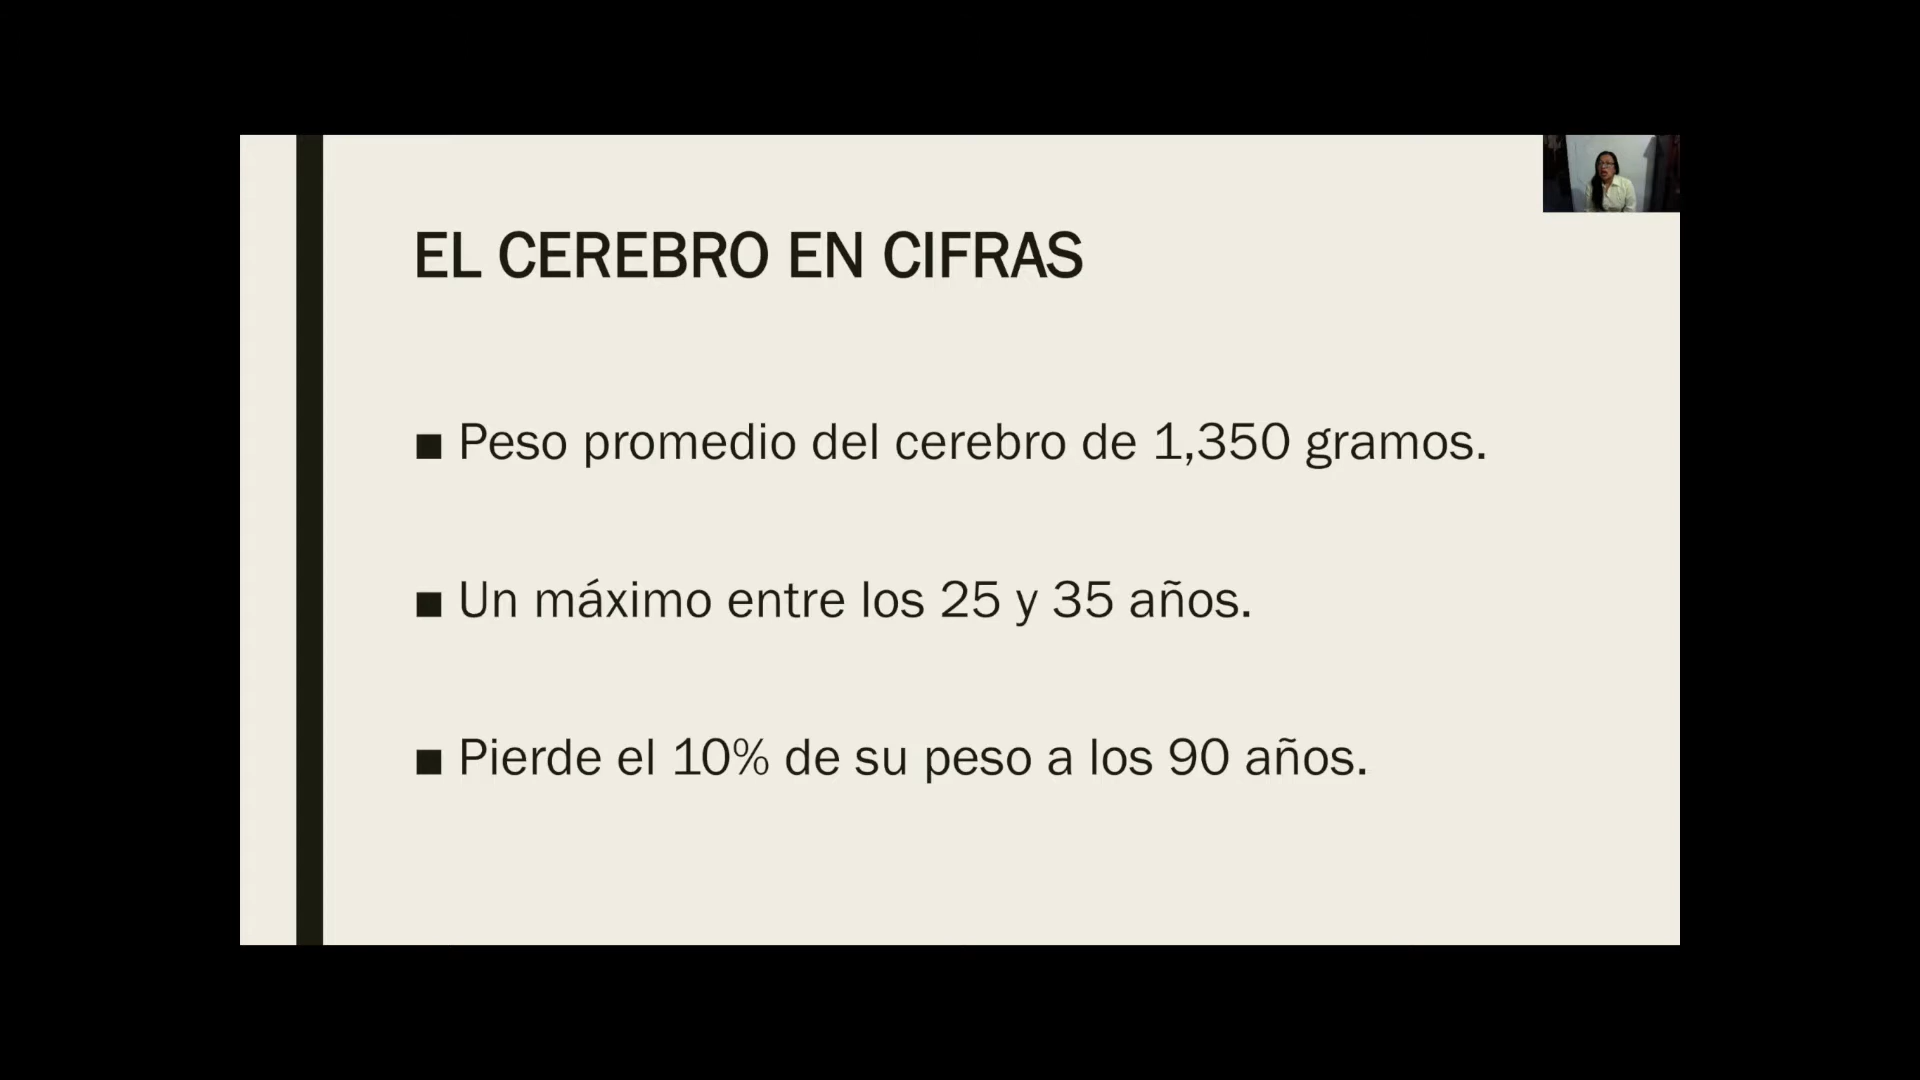 EL CEREBRO EN CIFRAS
■ Peso promedio del cerebro de 1,350 gramos.
■ Un máximo entre los 25 y 35 años.
■ Pierde el 10% de su peso a los 90 años.